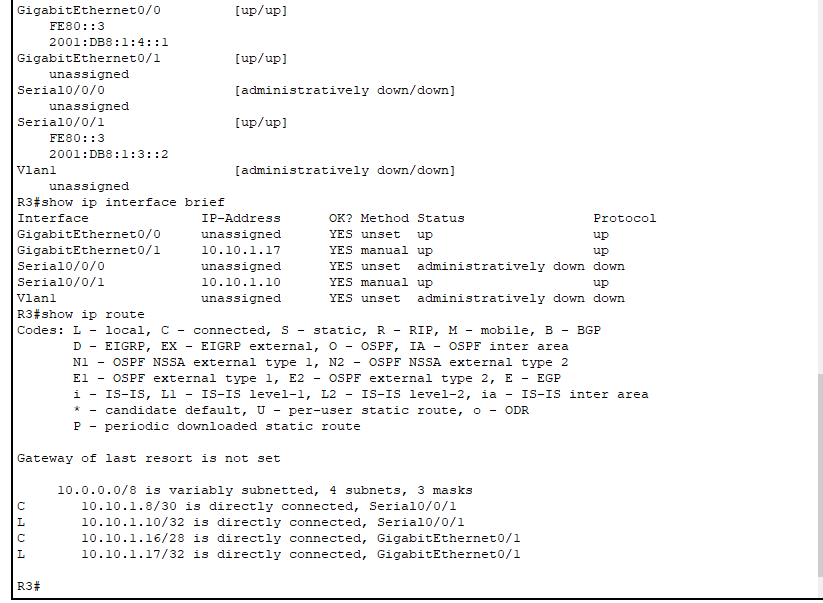 GigabitEthernet0/0 [up/up]
FE80::3
2001:DB8:1:4::1
GigabitEthernet0/1 [up/up]
unassigned
Serial0/0/0 [administratively down/down]
unassigned
Serial0/0/1 [up/up]
FE80::3
2001:DB8:1:3::2
Vlan1 [administratively down/down]
unassigned
R3#show ip interface brief
Interface IP-Address OK? Method Status Protocol
GigabitEthernet0/0 unassigned YES unset up up
GigabitEthernet0/1 10.10.1.17 YES manual up up
Serial0/0/0 unassigned YES unset administratively down down
Serial0/0/1 10.10.1.10 YES manual up up
Vlan1 unassigned YES unset administratively down down
R3#show ip route
Codes: L - local, C - connected, S - static, R - RIP, M - mobile, B - BGP
D - EIGRP, EX - EIGRP external, O - OSPF, IA - OSPF inter area
N1 - OSPF NSSA external type 1, N2 - OSPF NSSA external type 2
E1 - OSPF external type 1, E2 - OSPF external type 2, E - EGP
i - IS-IS, L1 - IS-IS level-1, L2 - IS-IS level-2, ia - IS-IS inter area
* - candidate default, U - per-user static route, o - ODR
P - periodic downloaded static route
Gateway of last resort is not set
10.0.0.0/8 is variably subnetted, 4 subnets, 3 masks
C 10.10.1.8/30 is directly connected, Serial0/0/1
L 10.10.1.10/32 is directly connected, Serial0/0/1
C 10.10.1.16/28 is directly connected, GigabitEthernet0/1
L 10.10.1.17/32 is directly connected, GigabitEthernet0/1
R3#